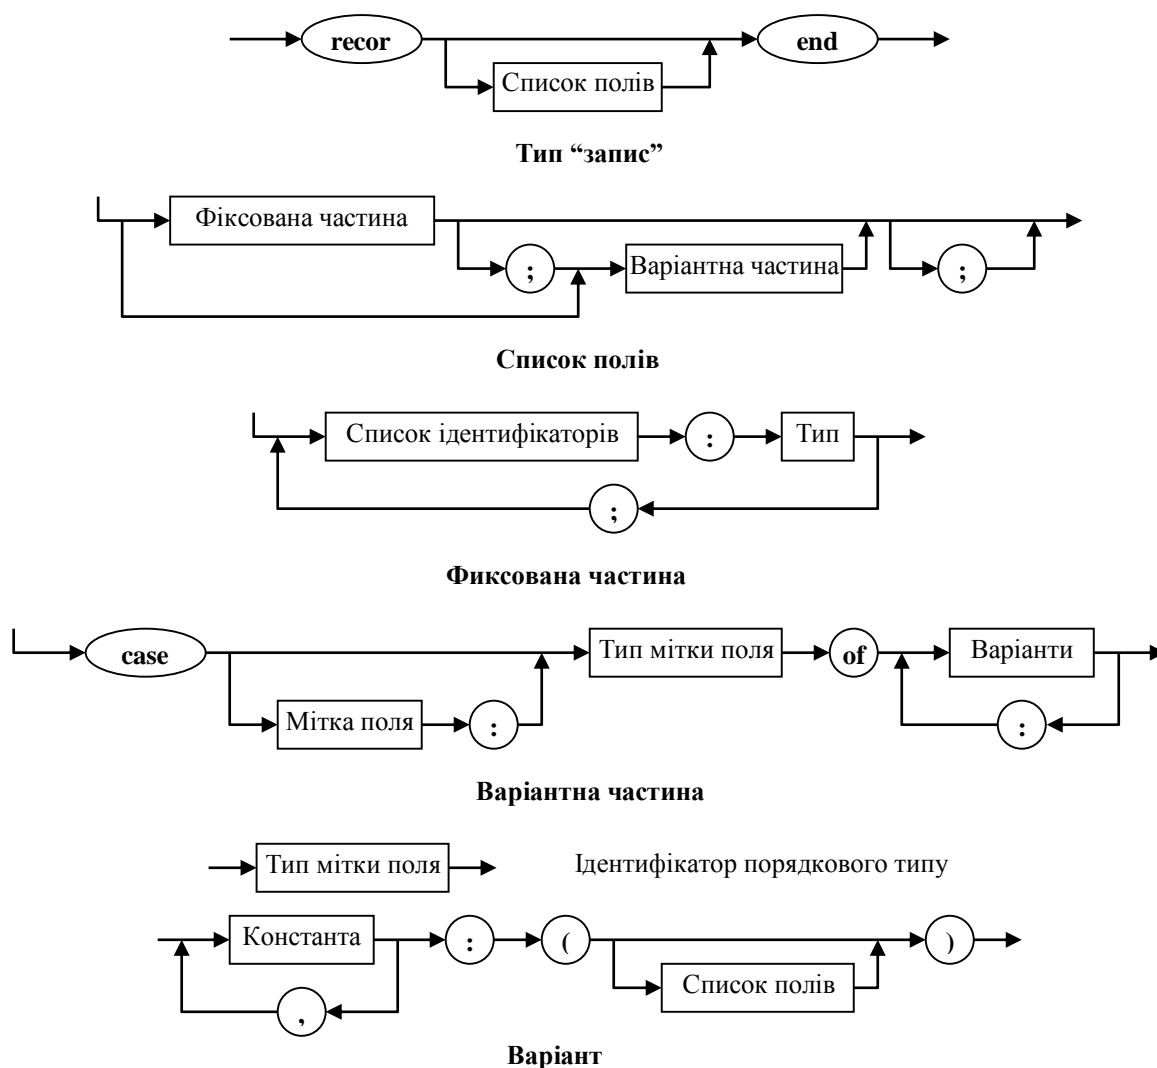 recor end
Список полів
Тип “запис”
Фіксована частина
; Варіантна частина ;
Список полів
Список ідентифікаторів : Тип
;
Фиксована частина
case Тип мітки поля of Варіанти
Мітка поля : :
Варіантна частина
Тип мітки поля Ідентифікатор порядкового типу
Константа : ( )
, Список полів
Варіант